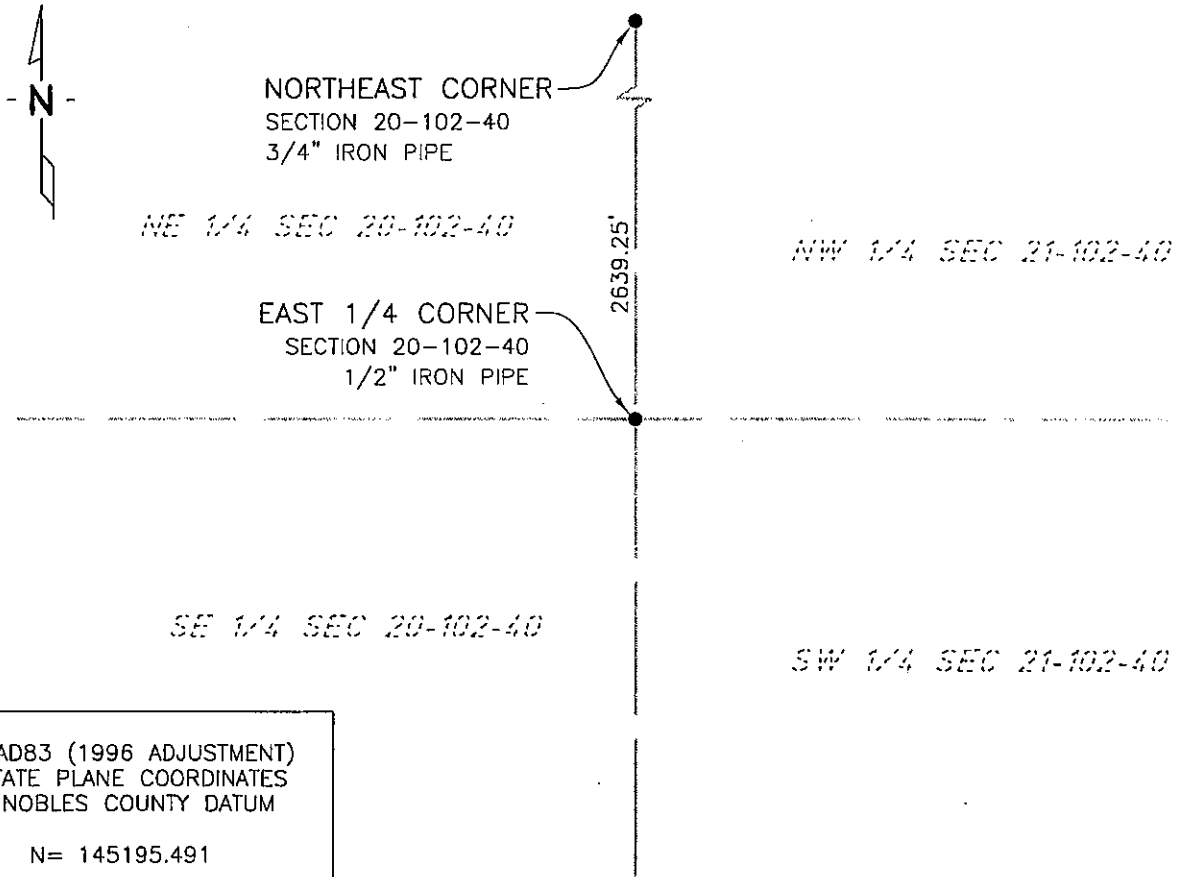 - N -
NORTHEAST CORNER
SECTION 20-102-40
3/4" IRON PIPE
NE 1/4 SEC 20-102-40
NW 1/4 SEC 21-102-40
2639.25'
EAST 1/4 CORNER
SECTION 20-102-40
1/2" IRON PIPE
SE 1/4 SEC 20-102-40
SW 1/4 SEC 21-102-40
AD83 (1996 ADJUSTMENT)
TATE PLANE COORDINATES
NOBLES COUNTY DATUM
N= 145195.491